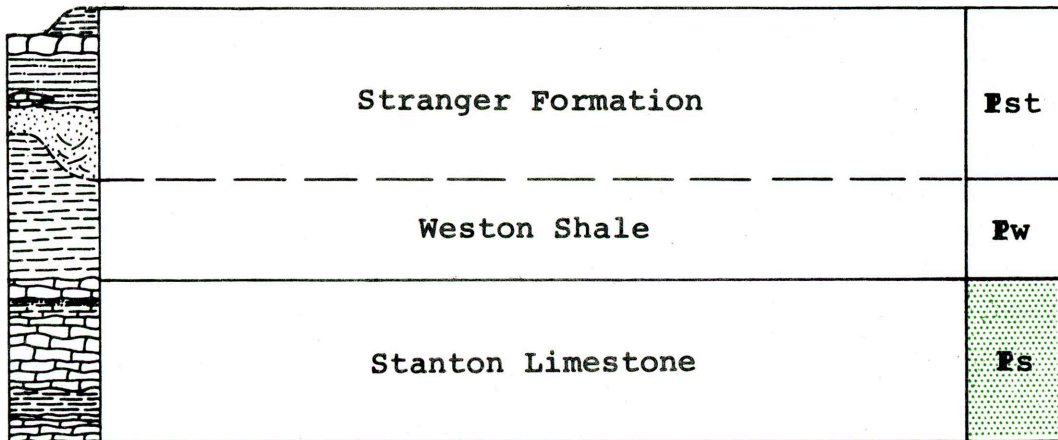 Stranger Formation ℙst
Weston Shale ℙw
Stanton Limestone ℙs